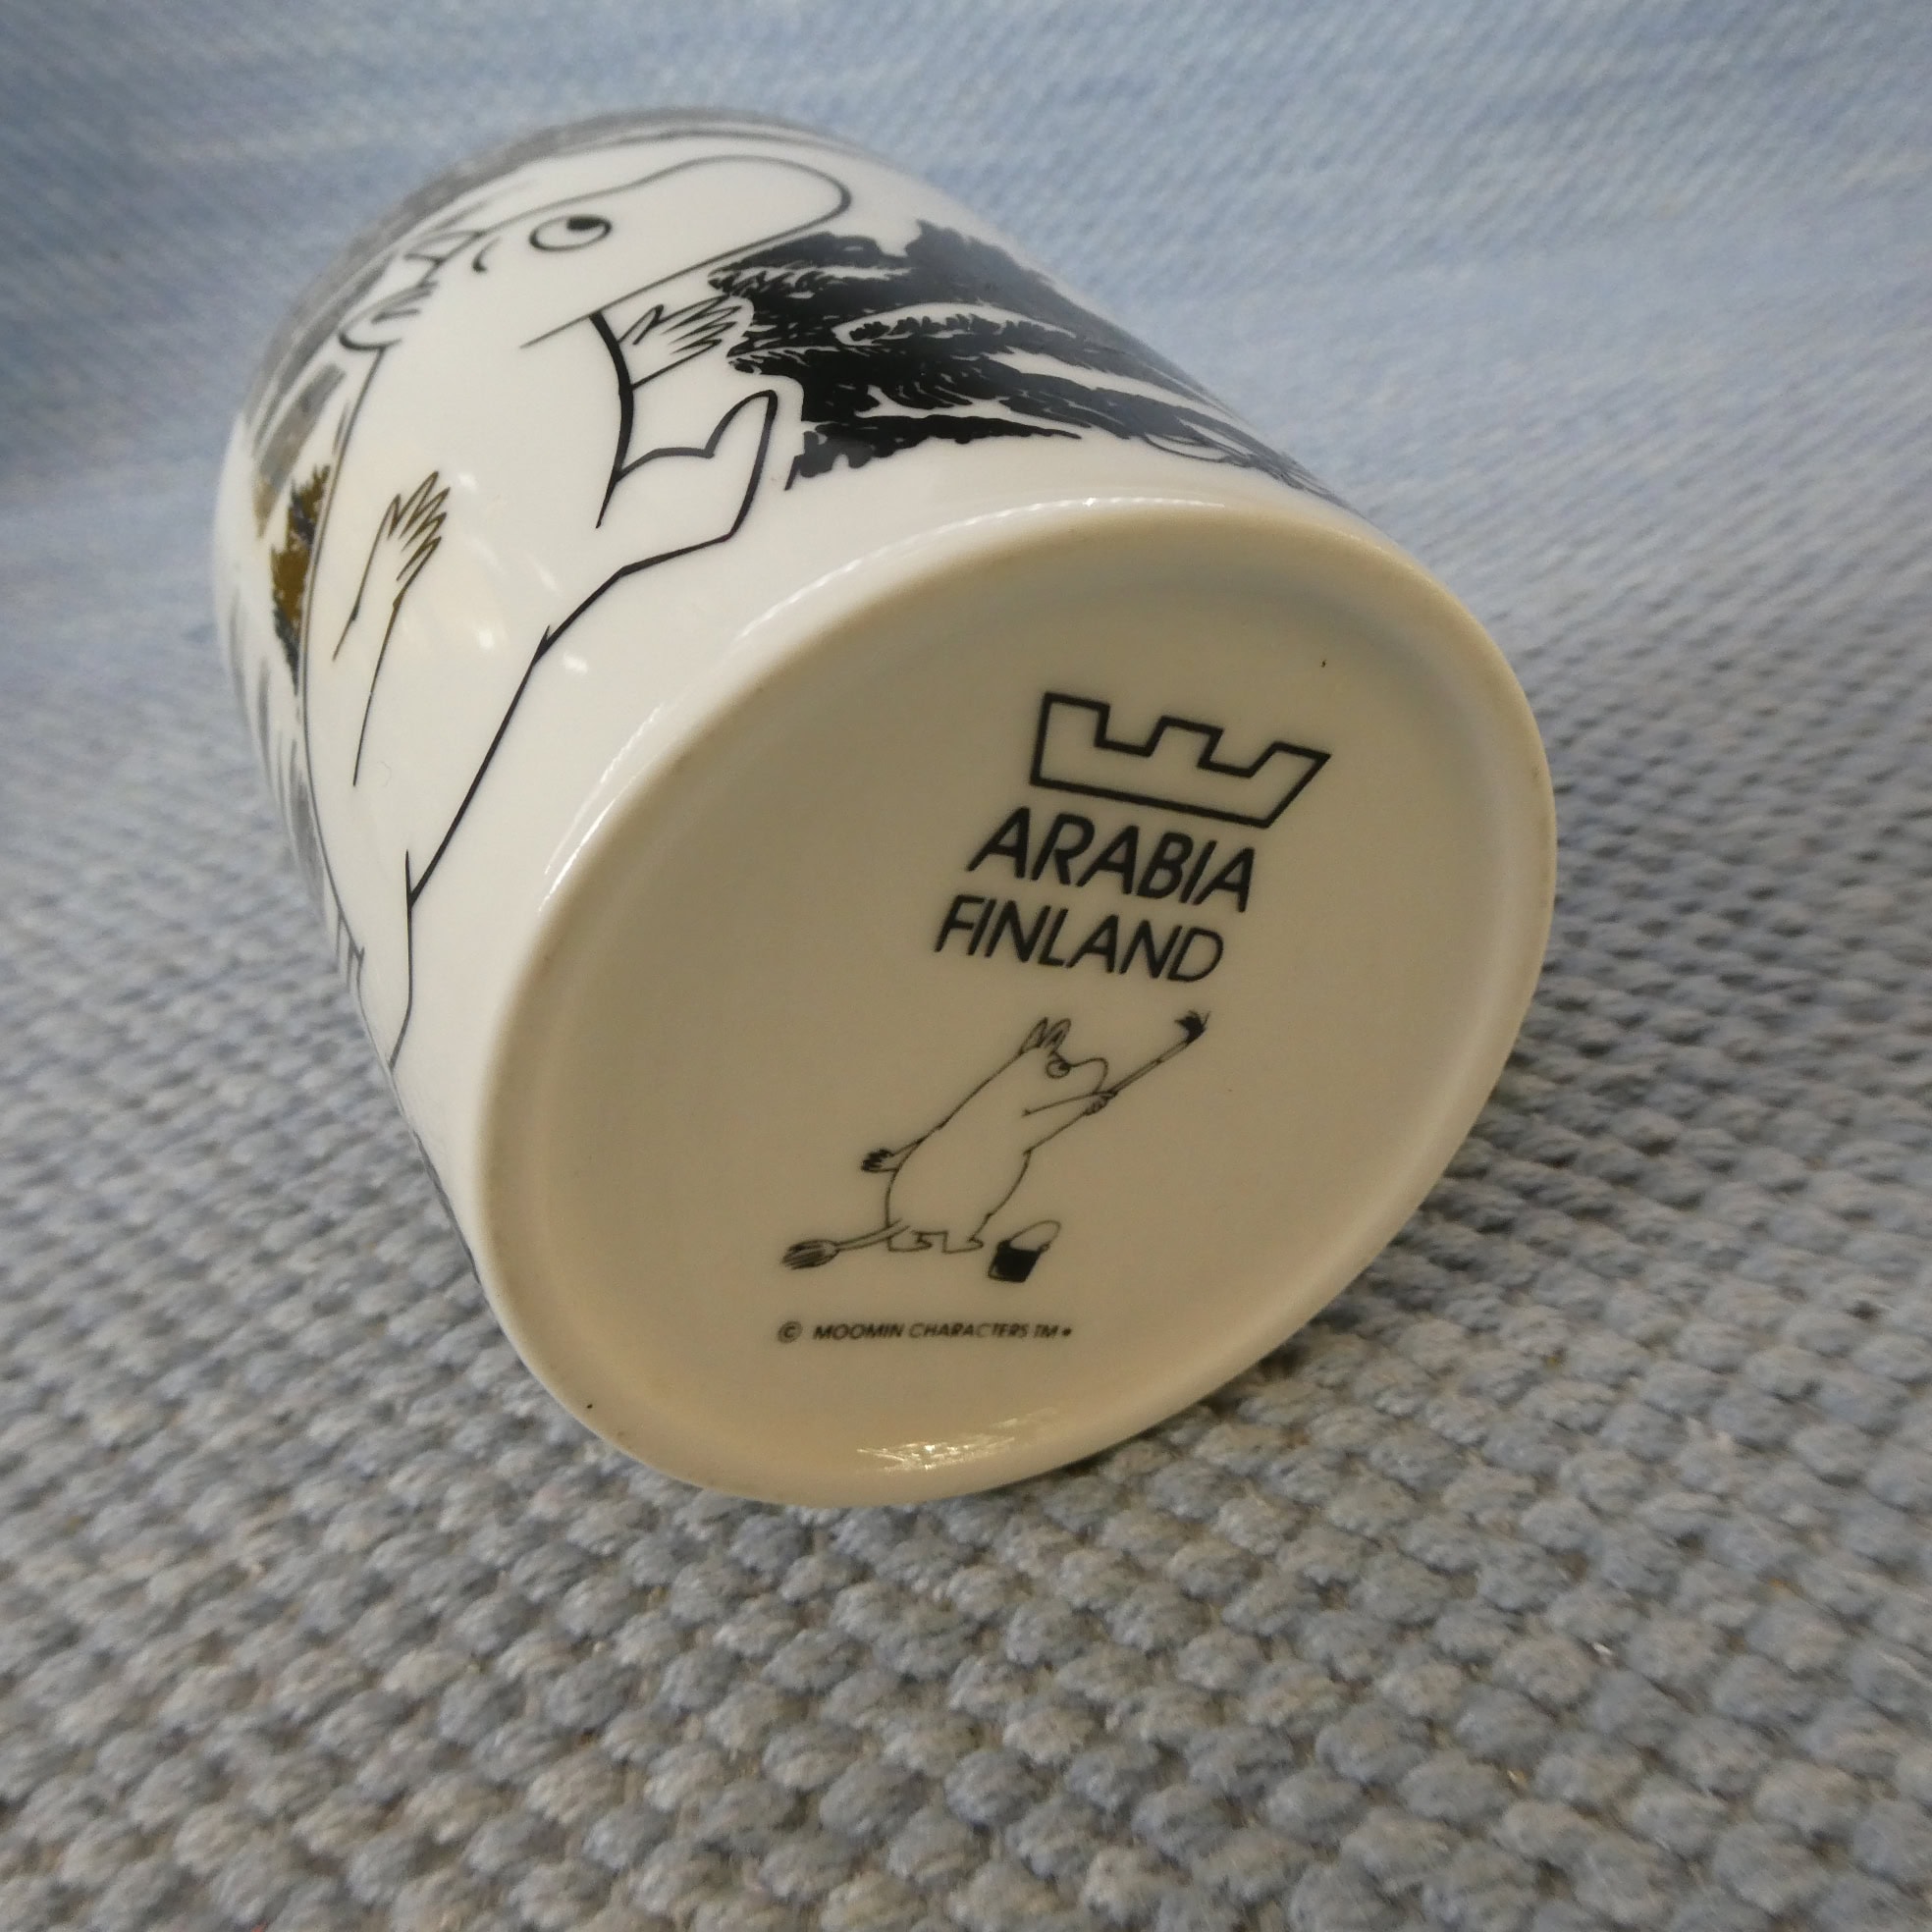 ARABIA
FINLAND
© MOOMIN CHARACTERS TM